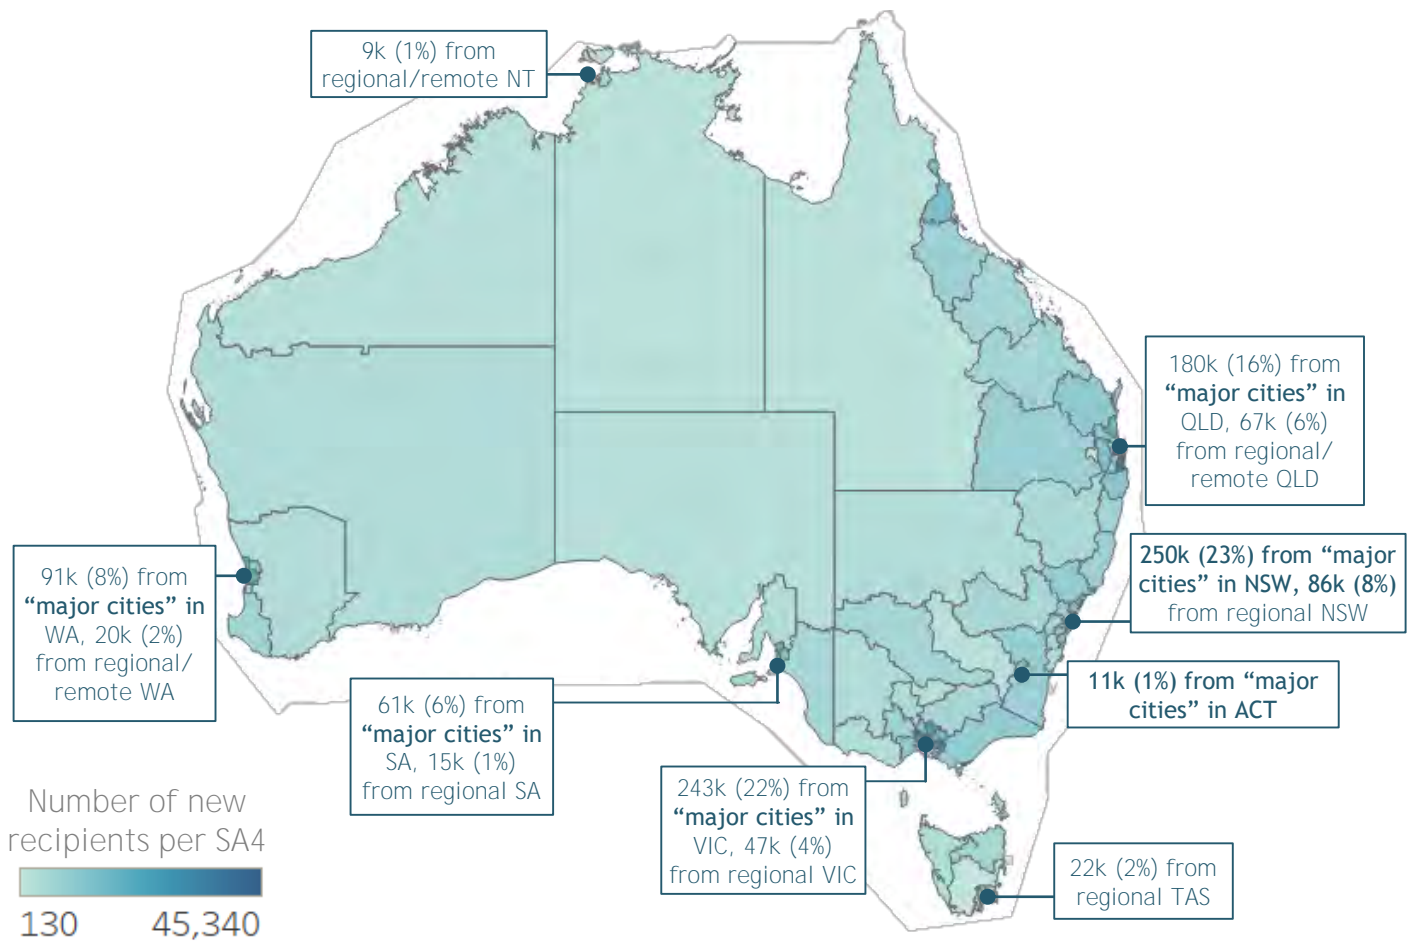 9k (1%) from
regional/remote NT
180k (16%) from
“major cities” in
QLD, 67k (6%)
from regional/
remote QLD
250k (23%) from “major
cities” in NSW, 86k (8%)
from regional NSW
91k (8%) from
“major cities” in
WA, 20k (2%)
from regional/
remote WA
11k (1%) from “major
cities” in ACT
61k (6%) from
“major cities” in
SA, 15k (1%)
from regional SA
243k (22%) from
“major cities” in
VIC, 47k (4%)
from regional VIC
22k (2%) from
regional TAS
Number of new
recipients per SA4
130 45,340